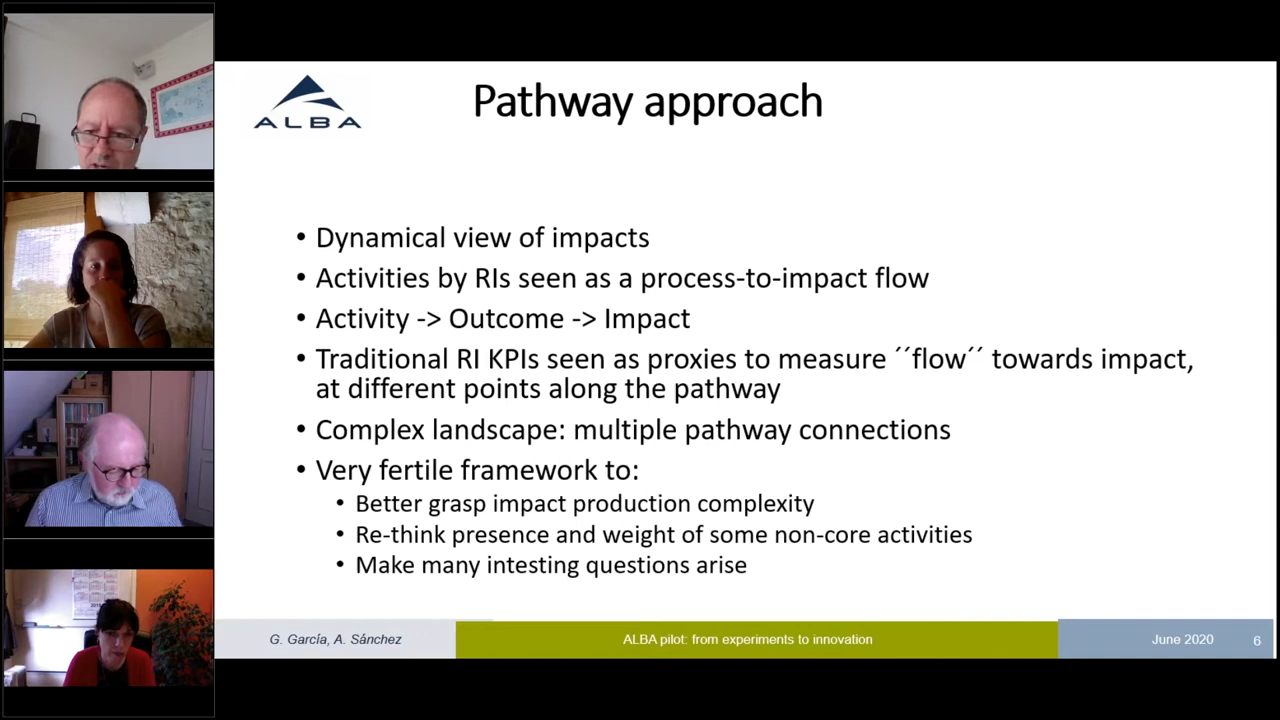 ALBA
Pathway approach
• Dynamical view of impacts
• Activities by RIs seen as a process-to-impact flow
• Activity -> Outcome -> Impact
• Traditional RI KPIs seen as proxies to measure ´´flow´´ towards impact,
at different points along the pathway
• Complex landscape: multiple pathway connections
• Very fertile framework to:
• Better grasp impact production complexity
• Re-think presence and weight of some non-core activities
• Make many intesting questions arise
G. García, A. Sánchez
ALBA pilot: from experiments to innovation
June 2020
6